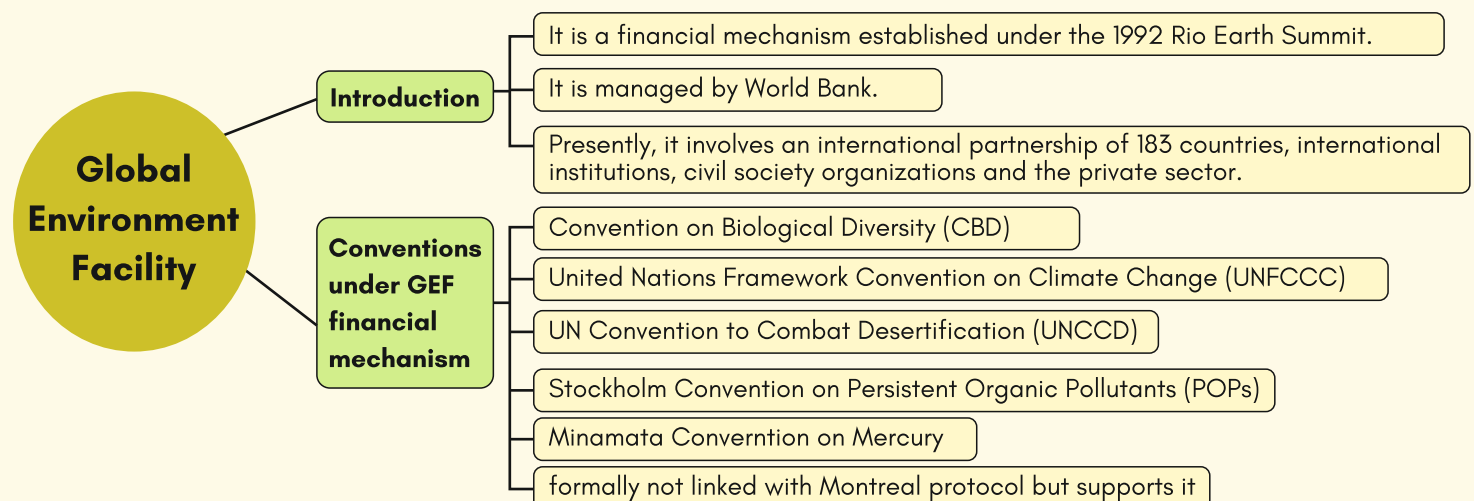 Global
Environment
Facility
Introduction
It is a financial mechanism established under the 1992 Rio Earth Summit.
It is managed by World Bank.
Presently, it involves an international partnership of 183 countries, international
institutions, civil society organizations and the private sector.
Conventions
under GEF
financial
mechanism
Convention on Biological Diversity (CBD)
United Nations Framework Convention on Climate Change (UNFCCC)
UN Convention to Combat Desertification (UNCCD)
Stockholm Convention on Persistent Organic Pollutants (POPs)
Minamata Converntion on Mercury
formally not linked with Montreal protocol but supports it